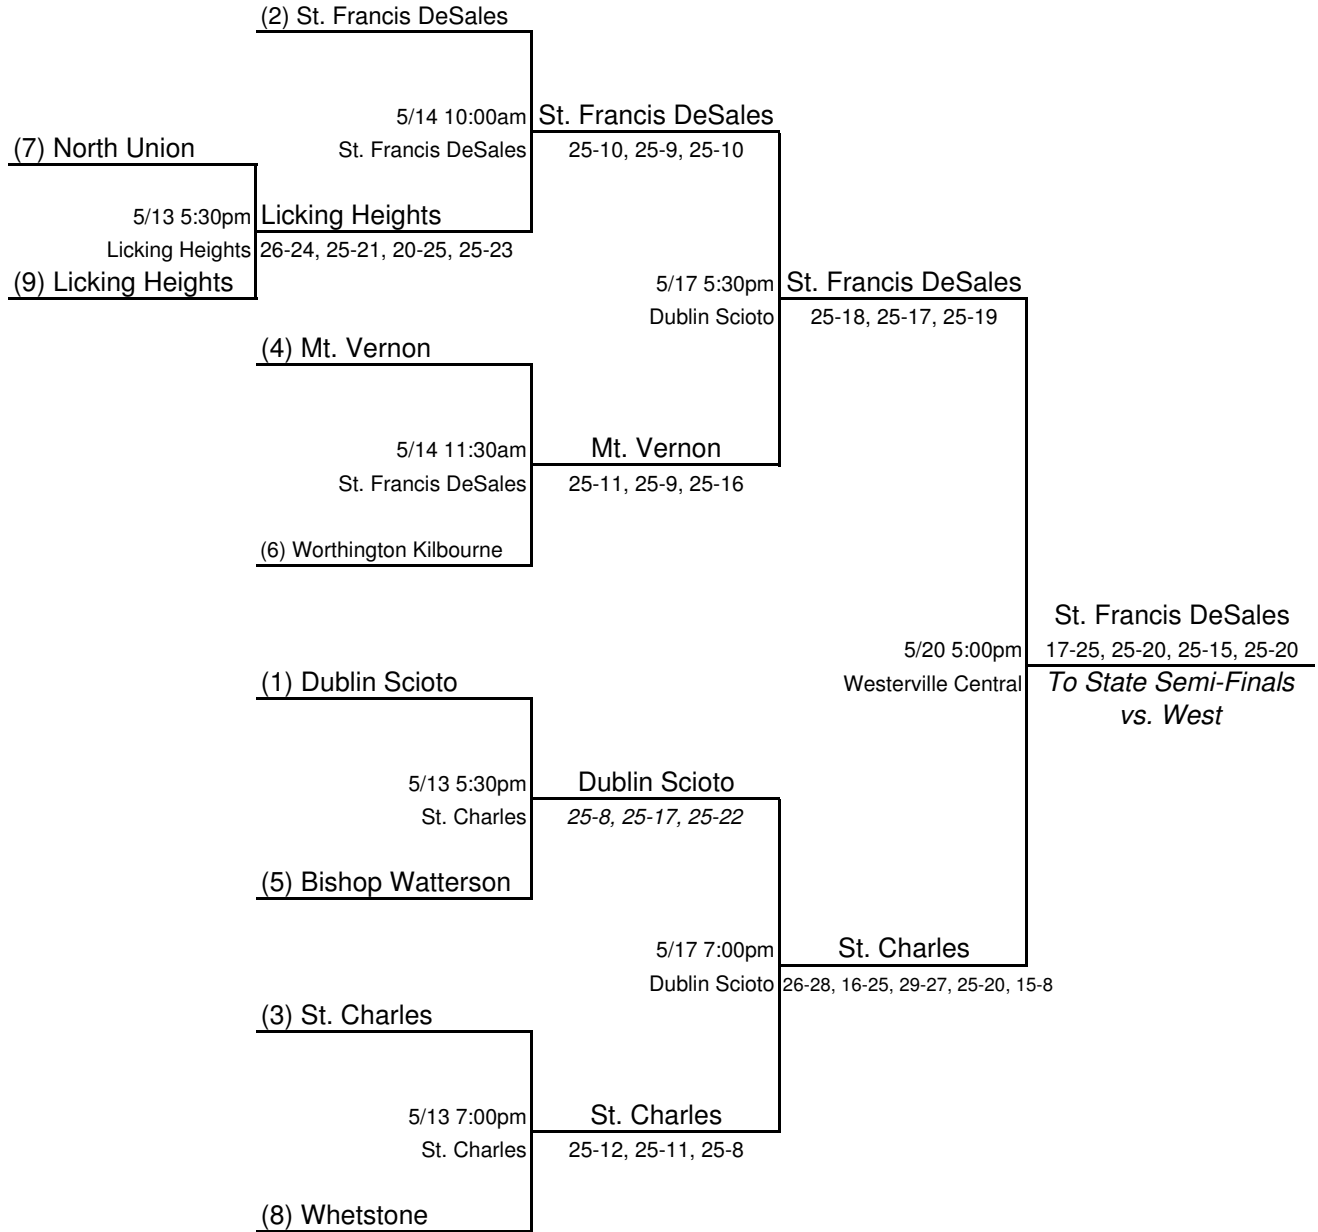 (2) St. Francis DeSales
5/14 10:00am
St. Francis DeSales
St. Francis DeSales
25-10, 25-9, 25-10
(7) North Union
5/13 5:30pm
Licking Heights
Licking Heights
26-24, 25-21, 20-25, 25-23
(9) Licking Heights
5/17 5:30pm
Dublin Scioto
St. Francis DeSales
25-18, 25-17, 25-19
(4) Mt. Vernon
5/14 11:30am
St. Francis DeSales
Mt. Vernon
25-11, 25-9, 25-16
(6) Worthington Kilbourne
5/20 5:00pm
Westerville Central
St. Francis DeSales
17-25, 25-20, 25-15, 25-20
To State Semi-Finals
vs. West
(1) Dublin Scioto
5/13 5:30pm
St. Charles
Dublin Scioto
25-8, 25-17, 25-22
(5) Bishop Watterson
5/17 7:00pm
Dublin Scioto
St. Charles
26-28, 16-25, 29-27, 25-20, 15-8
(3) St. Charles
5/13 7:00pm
St. Charles
St. Charles
25-12, 25-11, 25-8
(8) Whetstone